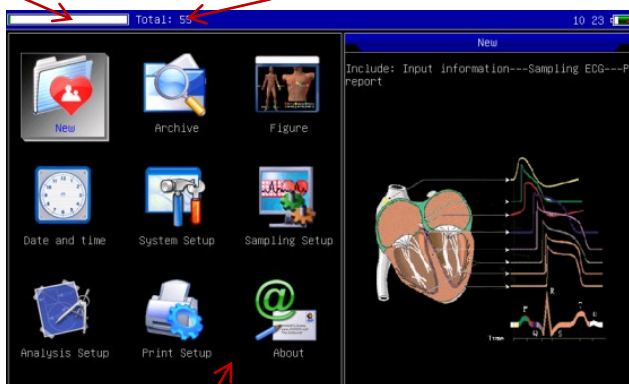 Total: 55
10 23
New
New
Archive
Figure
Include: Input information---Sampling ECG---P
report
Date and time
System Setup
Sampling Setup
Analysis Setup
Print Setup
About
R
P
T
U
Q
S
Time